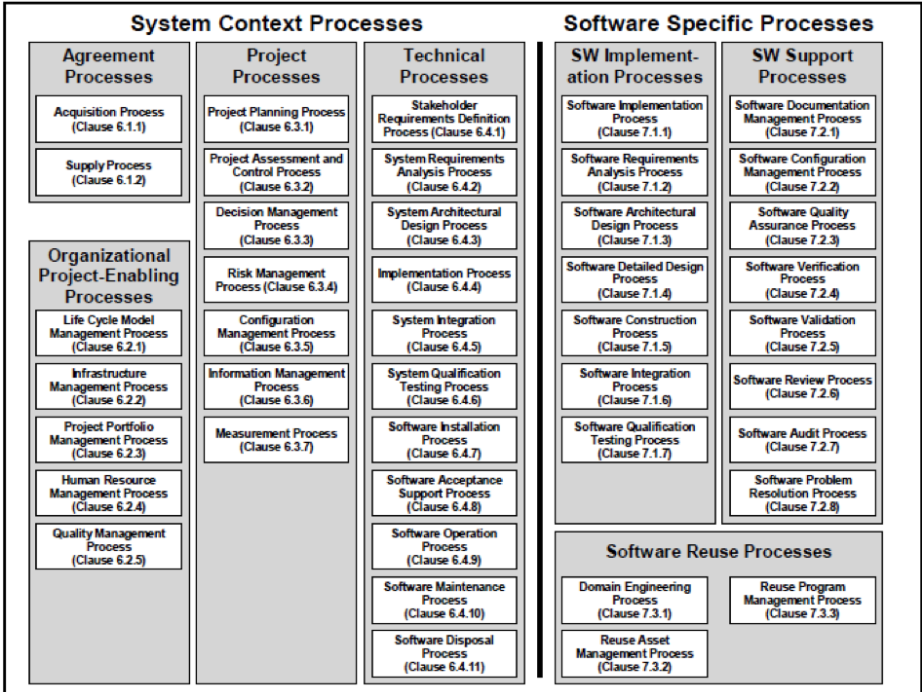 System Context Processes
Software Specific Processes
Agreement
Processes
Acquisition Process
(Clause 6.1.1)
Supply Process
(Clause 6.1.2)
Organizational
Project-Enabling
Processes
Life Cycle Model
Management Process
(Clause 6.2.1)
Infrastructure
Management Process
(Clause 6.2.2)
Project Portfolio
Management Process
(Clause 6.2.3)
Human Resource
Management Process
(Clause 6.2.4)
Quality Management
Process
(Clause 6.2.5)
Project
Processes
Project Planning Process
(Clause 6.3.1)
Project Assessment and
Control Process
(Clause 6.3.2)
Decision Management
Process
(Clause 6.3.3)
Risk Management
Process (Clause 6.3.4)
Configuration
Management Process
(Clause 6.3.5)
Information Management
Process
(Clause 6.3.6)
Measurement Process
(Clause 6.3.7)
Technical
Processes
Stakeholder
Requirements Definition
Process (Clause 6.4.1)
System Requirements
Analysis Process
(Clause 6.4.2)
System Architectural
Design Process
(Clause 6.4.3)
Implementation Process
(Clause 6.4.4)
System Integration
Process
(Clause 6.4.5)
System Qualification
Testing Process
(Clause 6.4.6)
Software Installation
Process
(Clause 6.4.7)
Software Acceptance
Support Process
(Clause 6.4.8)
Software Operation
Process
(Clause 6.4.9)
Software Maintenance
Process
(Clause 6.4.10)
Software Disposal
Process
(Clause 6.4.11)
SW Implement-
ation Processes
Software Implementation
Process
(Clause 7.1.1)
Software Requirements
Analysis Process
(Clause 7.1.2)
Software Architectural
Design Process
(Clause 7.1.3)
Software Detailed Design
Process
(Clause 7.1.4)
Software Construction
Process
(Clause 7.1.5)
Software Integration
Process
(Clause 7.1.6)
Software Qualification
Testing Process
(Clause 7.1.7)
SW Support
Processes
Software Documentation
Management Process
(Clause 7.2.1)
Software Configuration
Management Process
(Clause 7.2.2)
Software Quality
Assurance Process
(Clause 7.2.3)
Software Verification
Process
(Clause 7.2.4)
Software Validation
Process
(Clause 7.2.5)
Software Review Process
(Clause 7.2.6)
Software Audit Process
(Clause 7.2.7)
Software Problem
Resolution Process
(Clause 7.2.8)
Software Reuse Processes
Domain Engineering
Process
(Clause 7.3.1)
Reuse Asset
Management Process
(Clause 7.3.2)
Reuse Program
Management Process
(Clause 7.3.3)